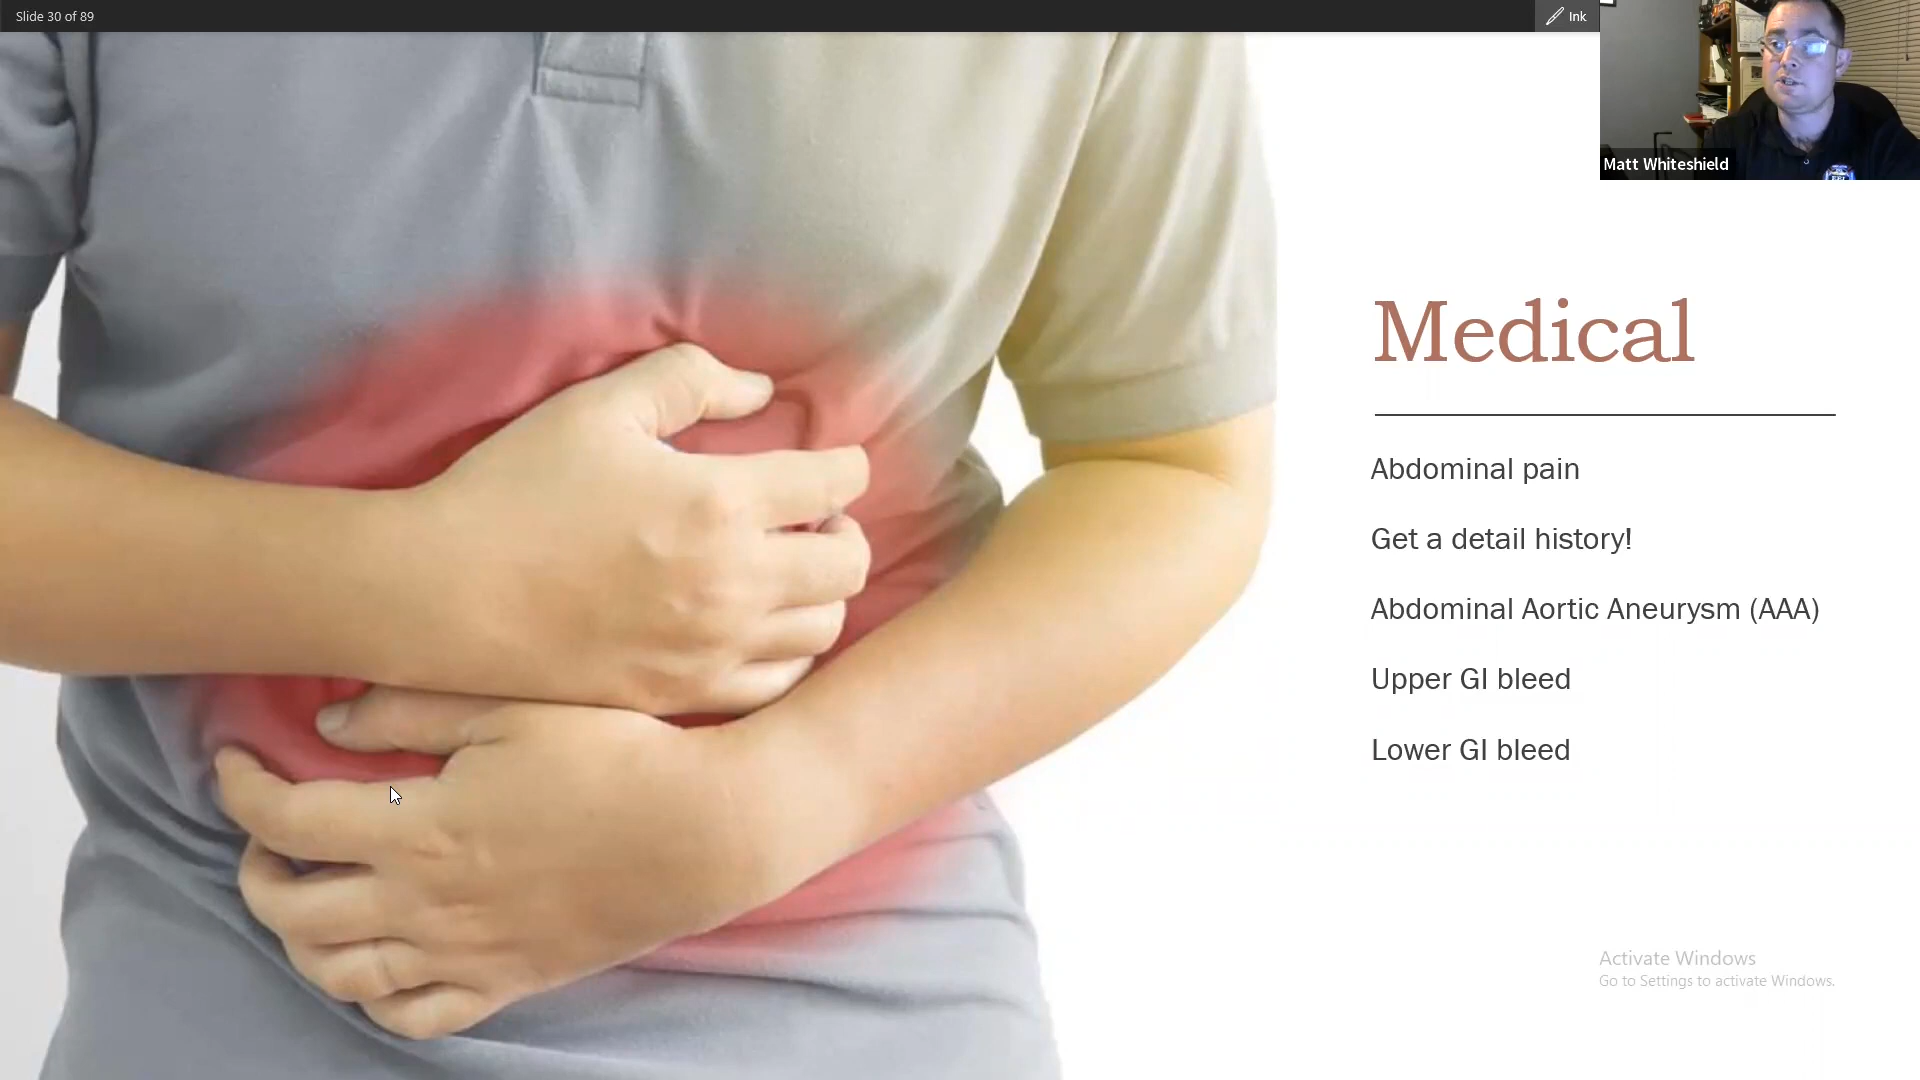 Slide 30 of 89
Ink
Matt Whiteshield
Medical
Abdominal pain
Get a detail history!
Abdominal Aortic Aneurysm (AAA)
Upper GI bleed
Lower GI bleed
Activate Windows
Go to Settings to activate Windows.